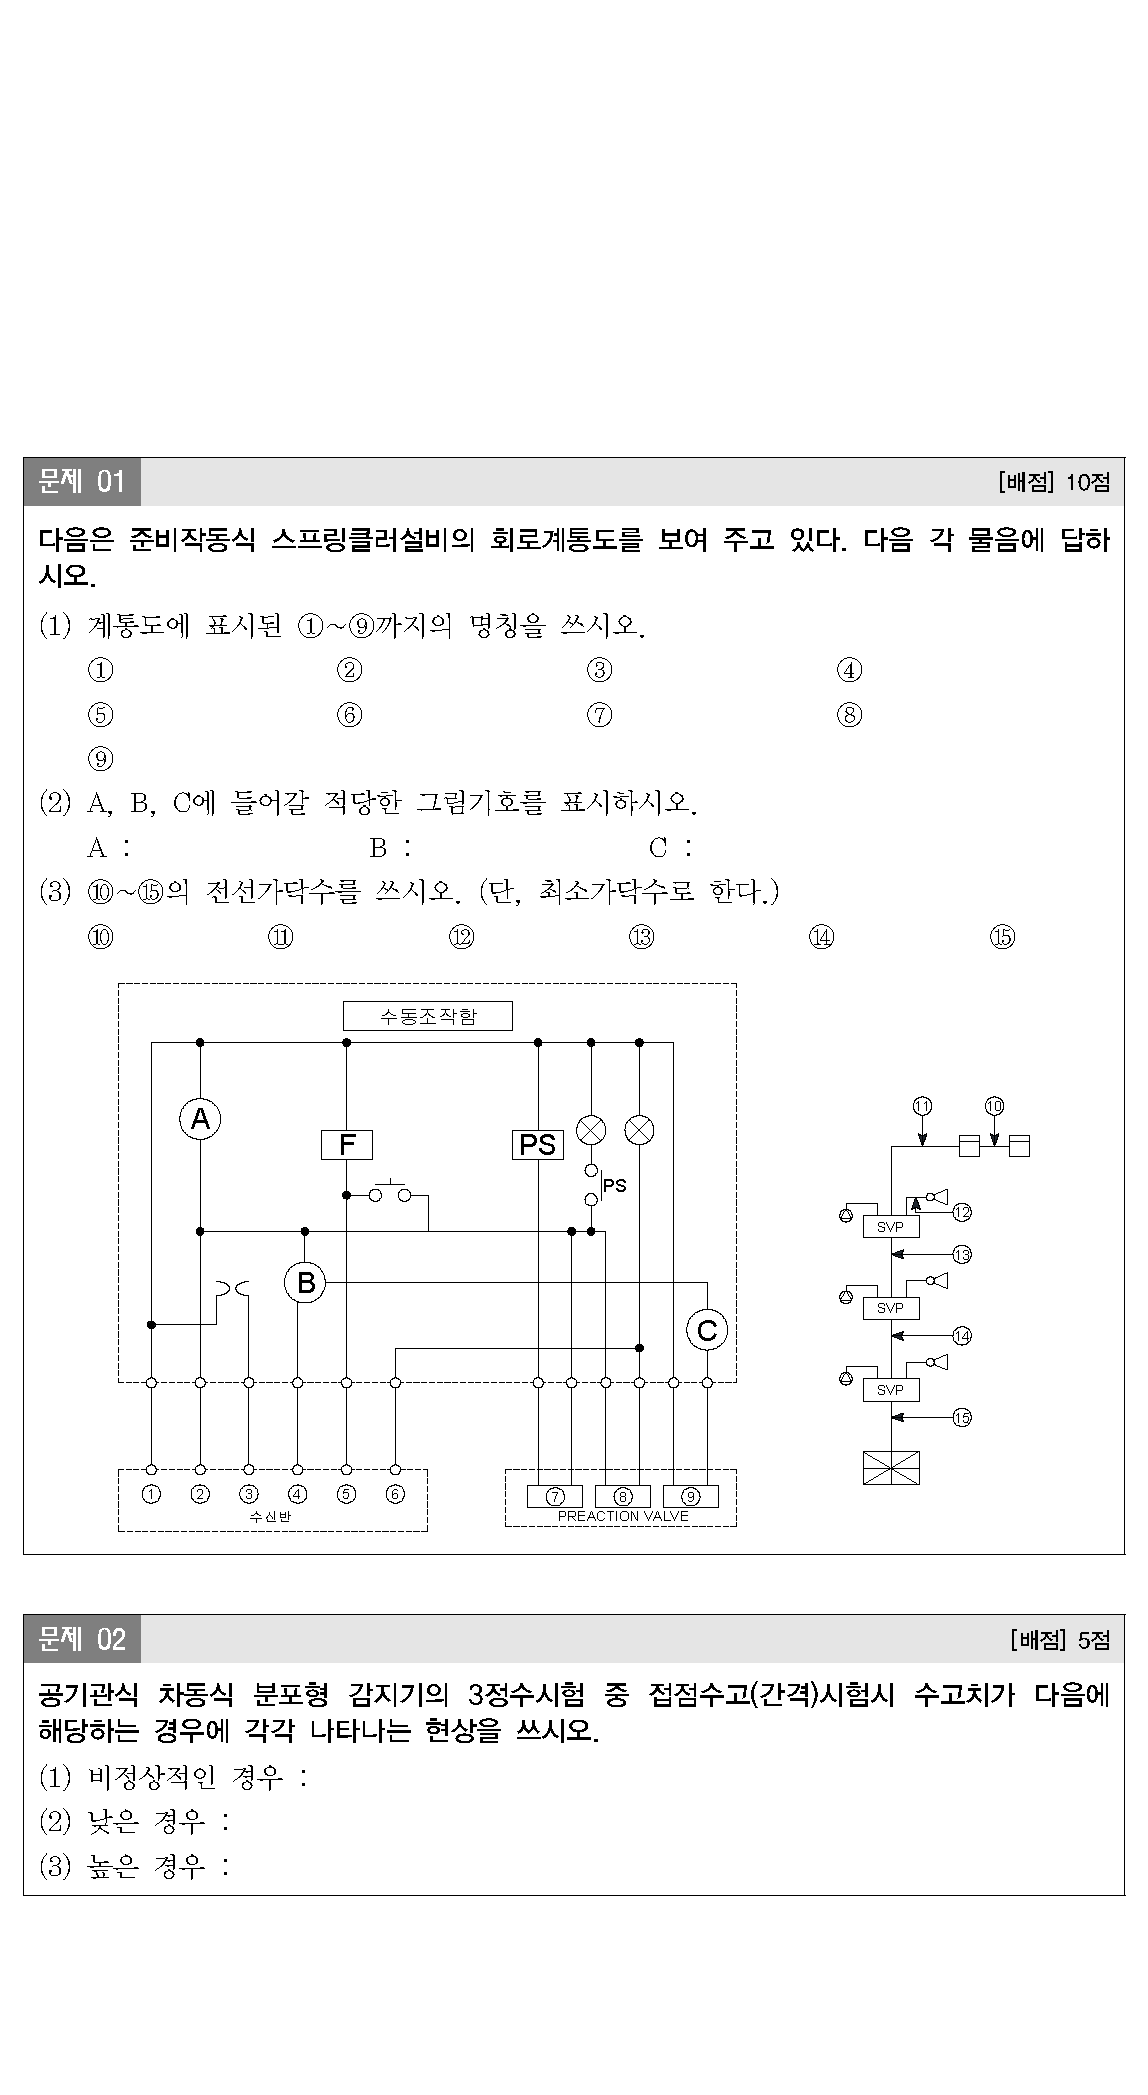 문제 01
[배점] 10점
다음은 준비작동식 스프링클러설비의 회로계통도를 보여 주고 있다. 다음 각 물음에 답하
시오.
(1) 계통도에 표시된 ①~⑨까지의 명칭을 쓰시오.
① ② ③ ④
⑤ ⑥ ⑦ ⑧
⑨
(2) A, B, C에 들어갈 적당한 그림기호를 표시하시오.
A : B : C :
(3) ⑩~⑮의 전선가닥수를 쓰시오. (단, 최소가닥수로 한다.)
⑩ ⑪ ⑫ ⑬ ⑭ ⑮
수동조작함
A
F
PS
PS
B
C
① ② ③ ④ ⑤ ⑥
수신반
⑦ ⑧ ⑨
PREACTION VALVE
⑪ ⑩
⑫
SVP
⑬
SVP
⑭
SVP
⑮
문제 02
[배점] 5점
공기관식 차동식 분포형 감지기의 3정수시험 중 접점수고(간격)시험시 수고치가 다음에
해당하는 경우에 각각 나타나는 현상을 쓰시오.
(1) 비정상적인 경우 :
(2) 낮은 경우 :
(3) 높은 경우 :